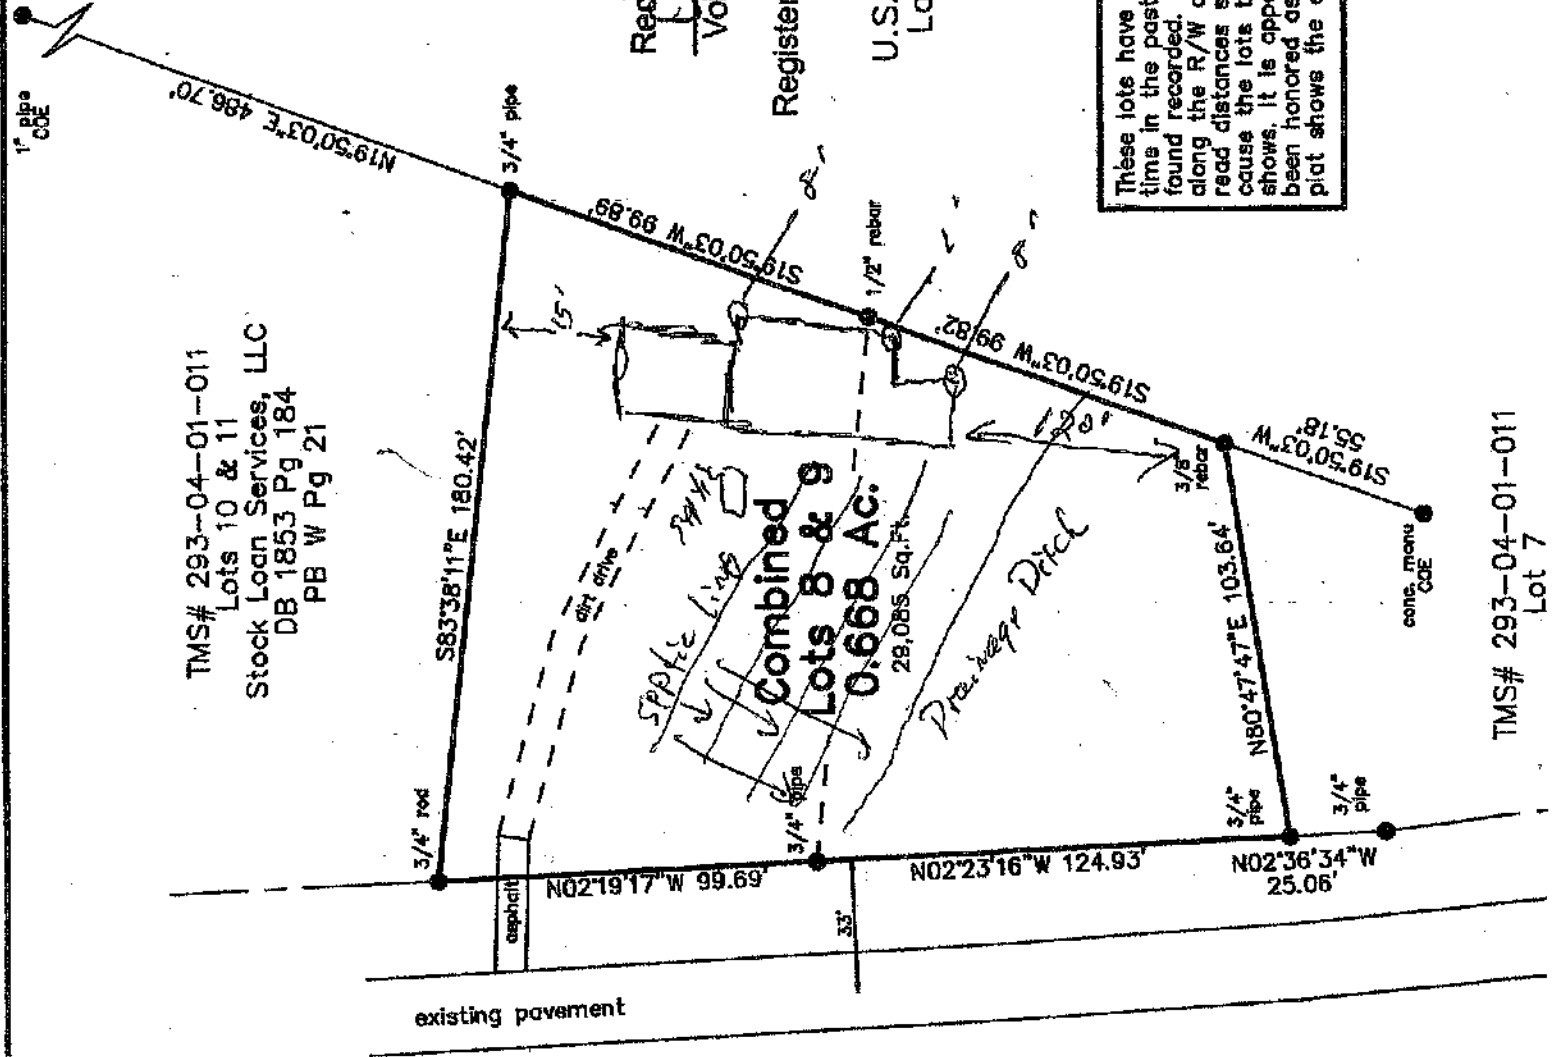 1" pipe
COE
N19°50'03"E 486.70'
3/4" pipe
TMS# 293-04-01-011
Lots 10 & 11
Stock Loan Services, LLC
DB 1853 Pg 184
PB W Pg 21
S83°38'11"E 180.42'
S19°50'03"W 99.89'
15'
1/2" rebar
S19°50'03"W 99.82'
8'
dirt drive
Septic Lines
Combined
Lots 8 & 9
0.668 Ac.
29,085 Sq.Ft.
Drainage Ditch
120'
3/8"
rebar
S19°50'03"W
55.18'
conc. monu
COE
N80°47'47"E 103.64'
3/4" rod
asphalt
N02°19'17"W 99.69'
3/4" pipe
33'
N02°23'16"W 124.93'
3/4"
pipe
3/4"
pipe
N02°36'34"W
25.06'
existing pavement
TMS# 293-04-01-011
Lot 7
Rec
Vo
Register
U.S.
Lo
These lots have
time in the past
found recorded.
along the R/W
read distances s
cause the lots t
shows. It is appe
been honored as
plat shows the